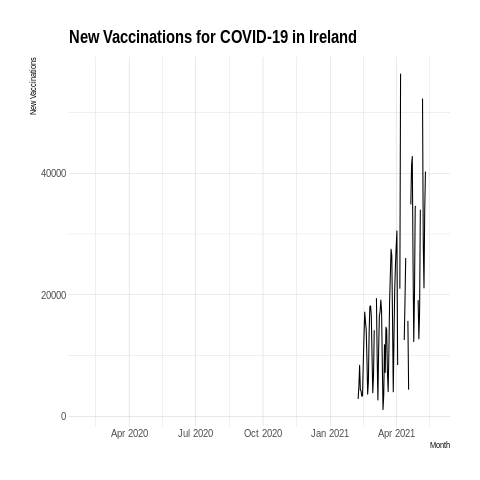 New Vaccinations for COVID-19 in Ireland
New Vaccinations
40000
20000
0
Apr 2020 Jul 2020 Oct 2020 Jan 2021 Apr 2021
Month